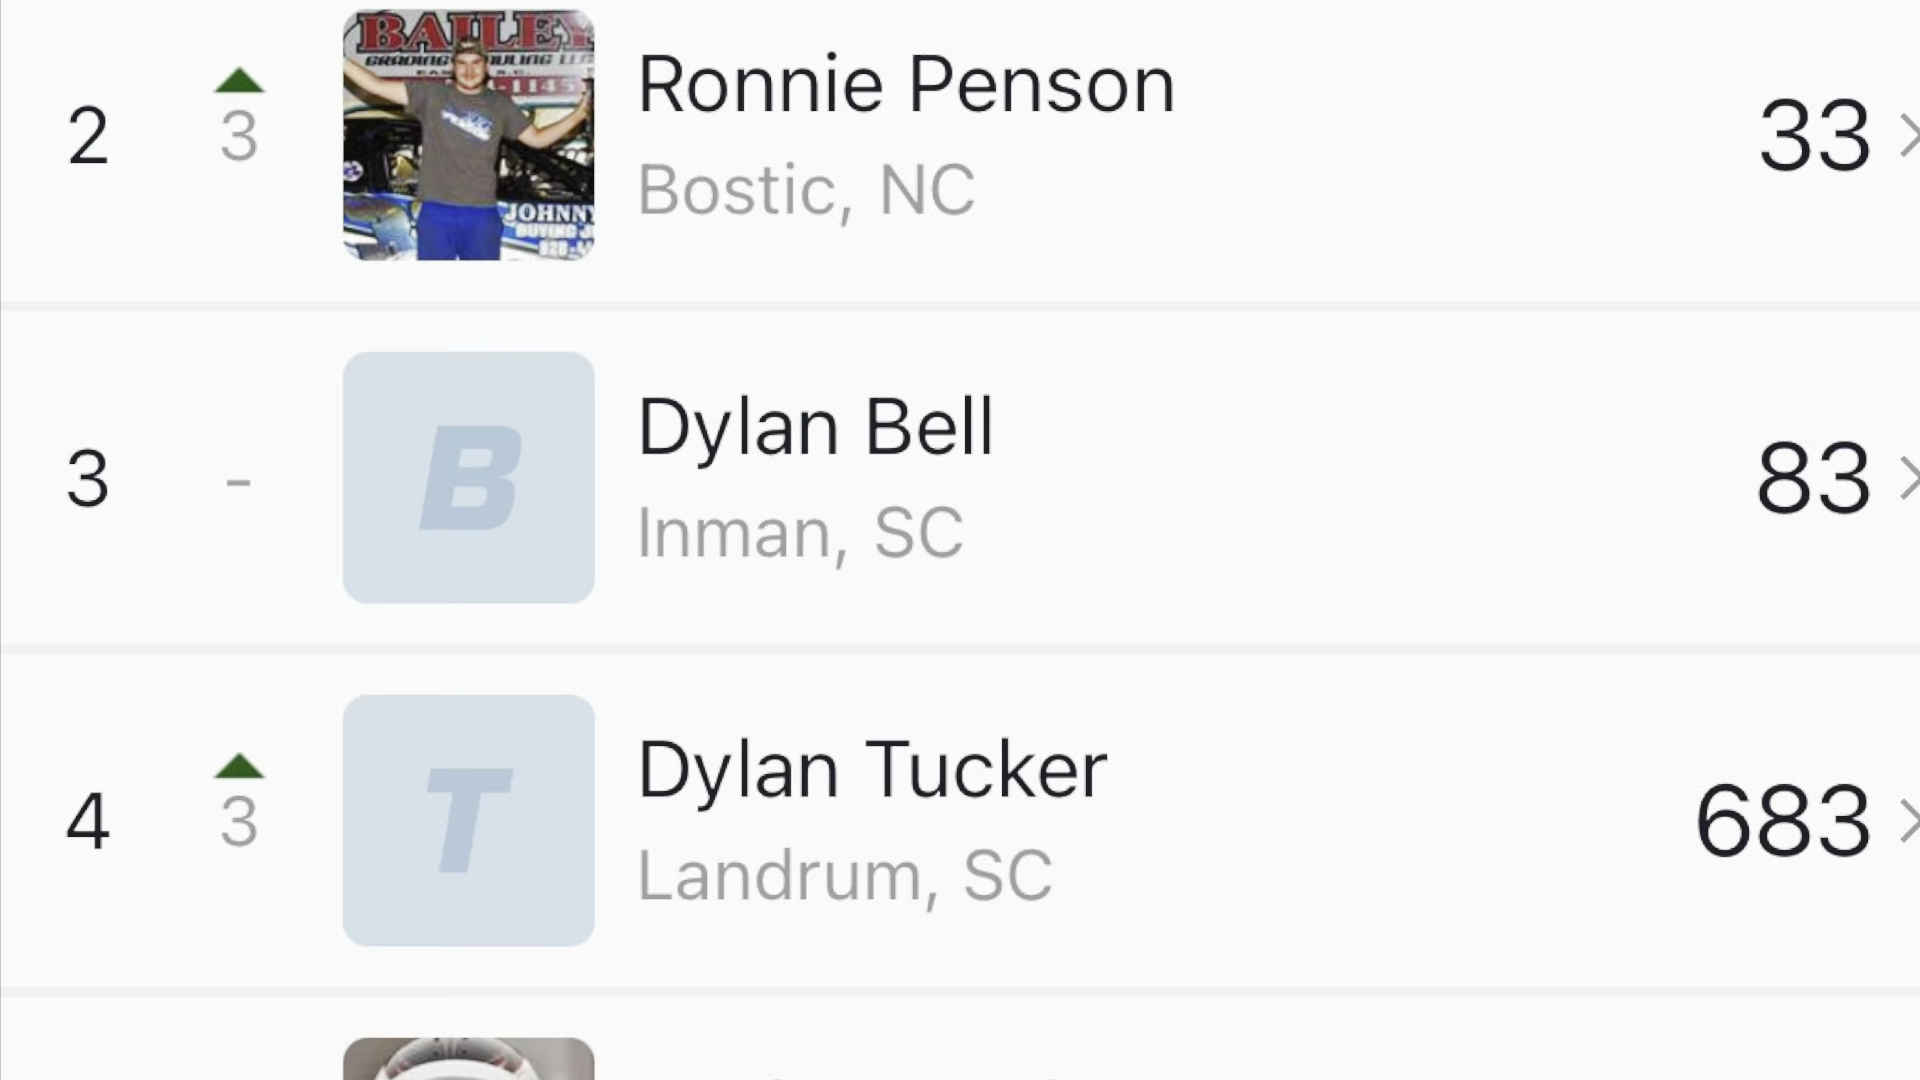 2
3
BAILEY
GRADING
JOHNNY
Ronnie Penson
Bostic, NC
33
3
-
B
Dylan Bell
Inman, SC
83
4
3
T
Dylan Tucker
Landrum, SC
683